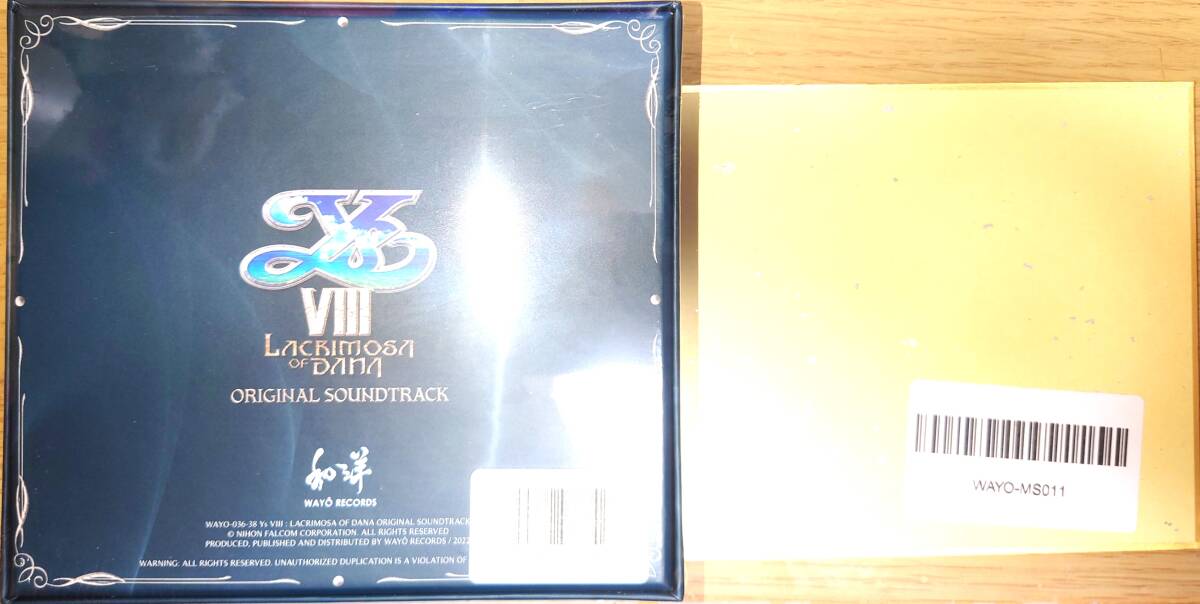 Ys
VIII
LACRIMOSA
OF DANA
ORIGINAL SOUNDTRACK
和洋
WAYÔ RECORDS
WAYO-036-38 Ys VIII : LACRIMOSA OF DANA ORIGINAL SOUNDTRACK
© NIHON FALCOM CORPORATION. ALL RIGHTS RESERVED
PRODUCED, PUBLISHED AND DISTRIBUTED BY WAYÔ RECORDS / 2022
WARNING: ALL RIGHTS RESERVED. UNAUTHORIZED DUPLICATION IS A VIOLATION OF
WAYO-MS011